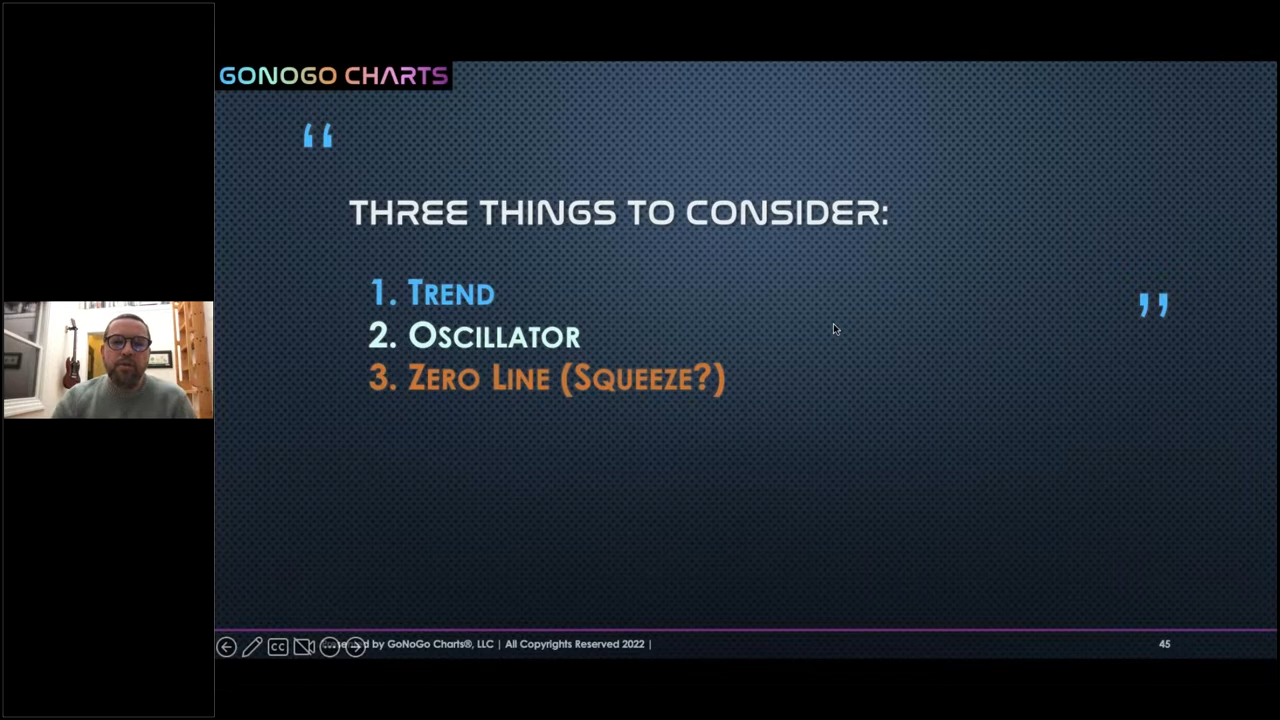 GONOGO CHARTS
“
THREE THINGS TO CONSIDER:
1. TREND
2. OSCILLATOR
3. ZERO LINE (SQUEEZE?)
”
by GoNoGo Charts®, LLC | All Copyrights Reserved 2022 |
45
CC